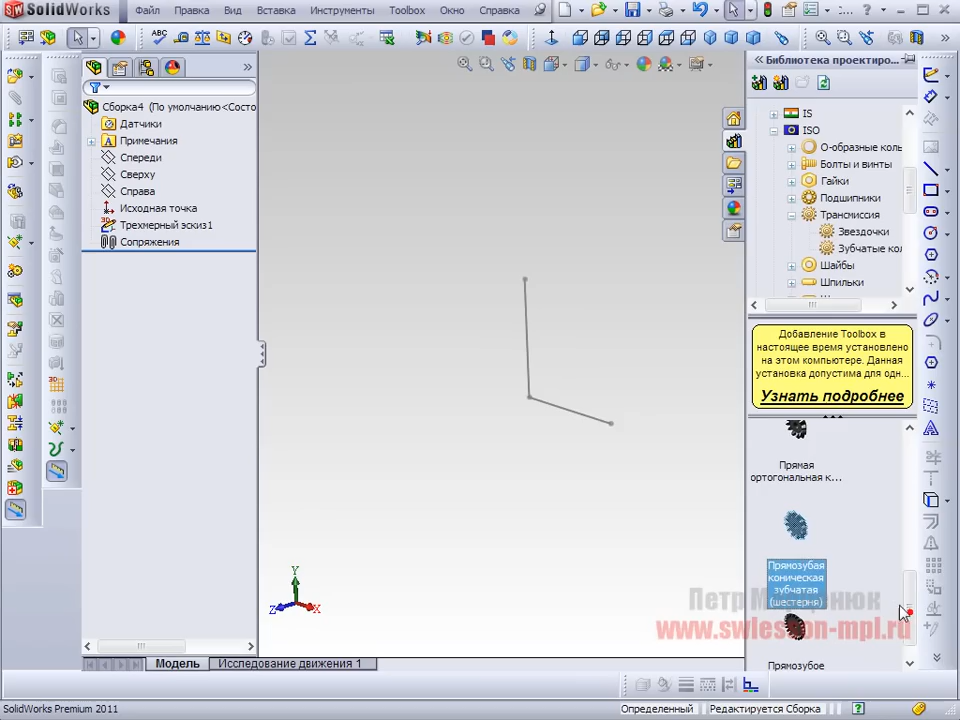 SolidWorks
Файл
Правка
Вид
Вставка
Инструменты
Toolbox
Окно
Справка
Сборка4 (По умолчанию<Состо
Датчики
Примечания
Спереди
Сверху
Справа
Исходная точка
Трехмерный эскиз1
Сопряжения
Библиотека проектиро...
IS
ISO
О-образные коль
Болты и винты
Гайки
Подшипники
Трансмиссия
Звездочки
Зубчатые кол
Шайбы
Шпильки
Добавление Toolbox в
настоящее время установлено
на этом компьютере. Данная
установка допустима для одн...
Узнать подробнее
Прямая
ортогональная к...
Прямозубая
коническая
зубчатая
(шестерня)
Прямозубое
www.swlesson-mpl.ru
Y
Z
X
Модель
Исследование движения 1
SolidWorks Premium 2011
Определенный
Редактируется Сборка